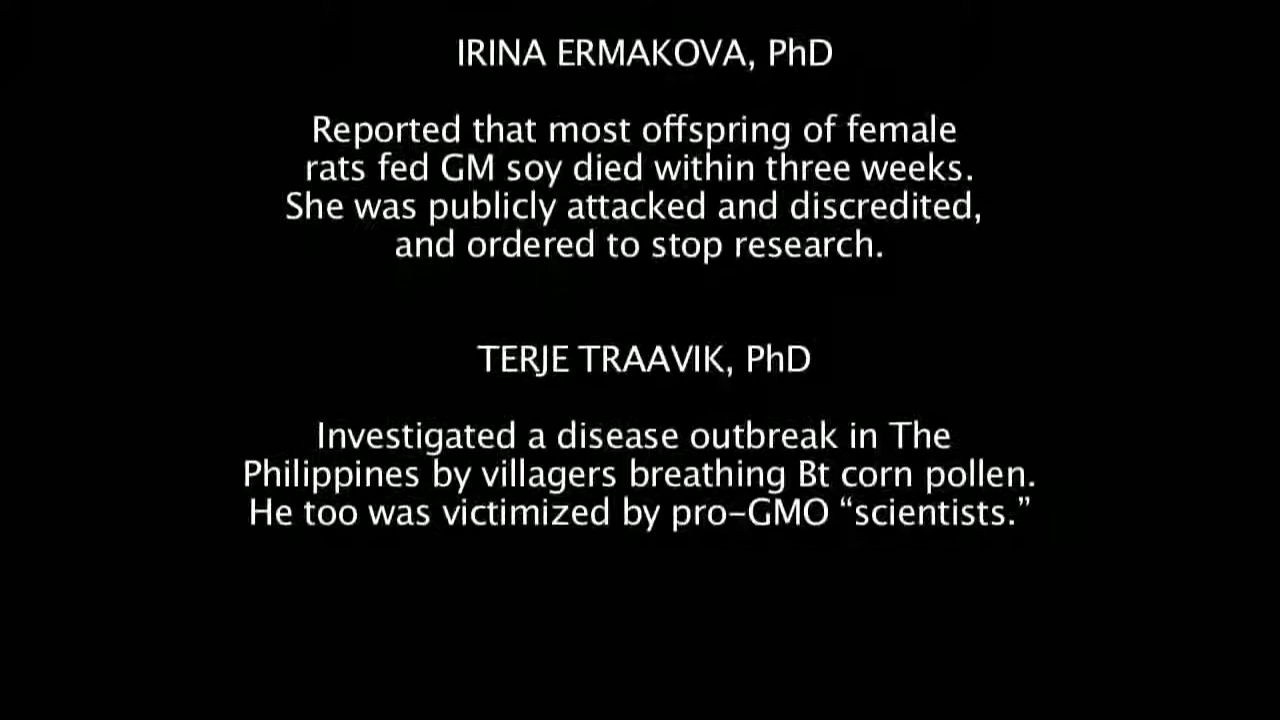 IRINA ERMAKOVA, PhD
Reported that most offspring of female
rats fed GM soy died within three weeks.
She was publicly attacked and discredited,
and ordered to stop research.
TERJE TRAAVIK, PhD
Investigated a disease outbreak in The
Philippines by villagers breathing Bt corn pollen.
He too was victimized by pro-GMO “scientists.”